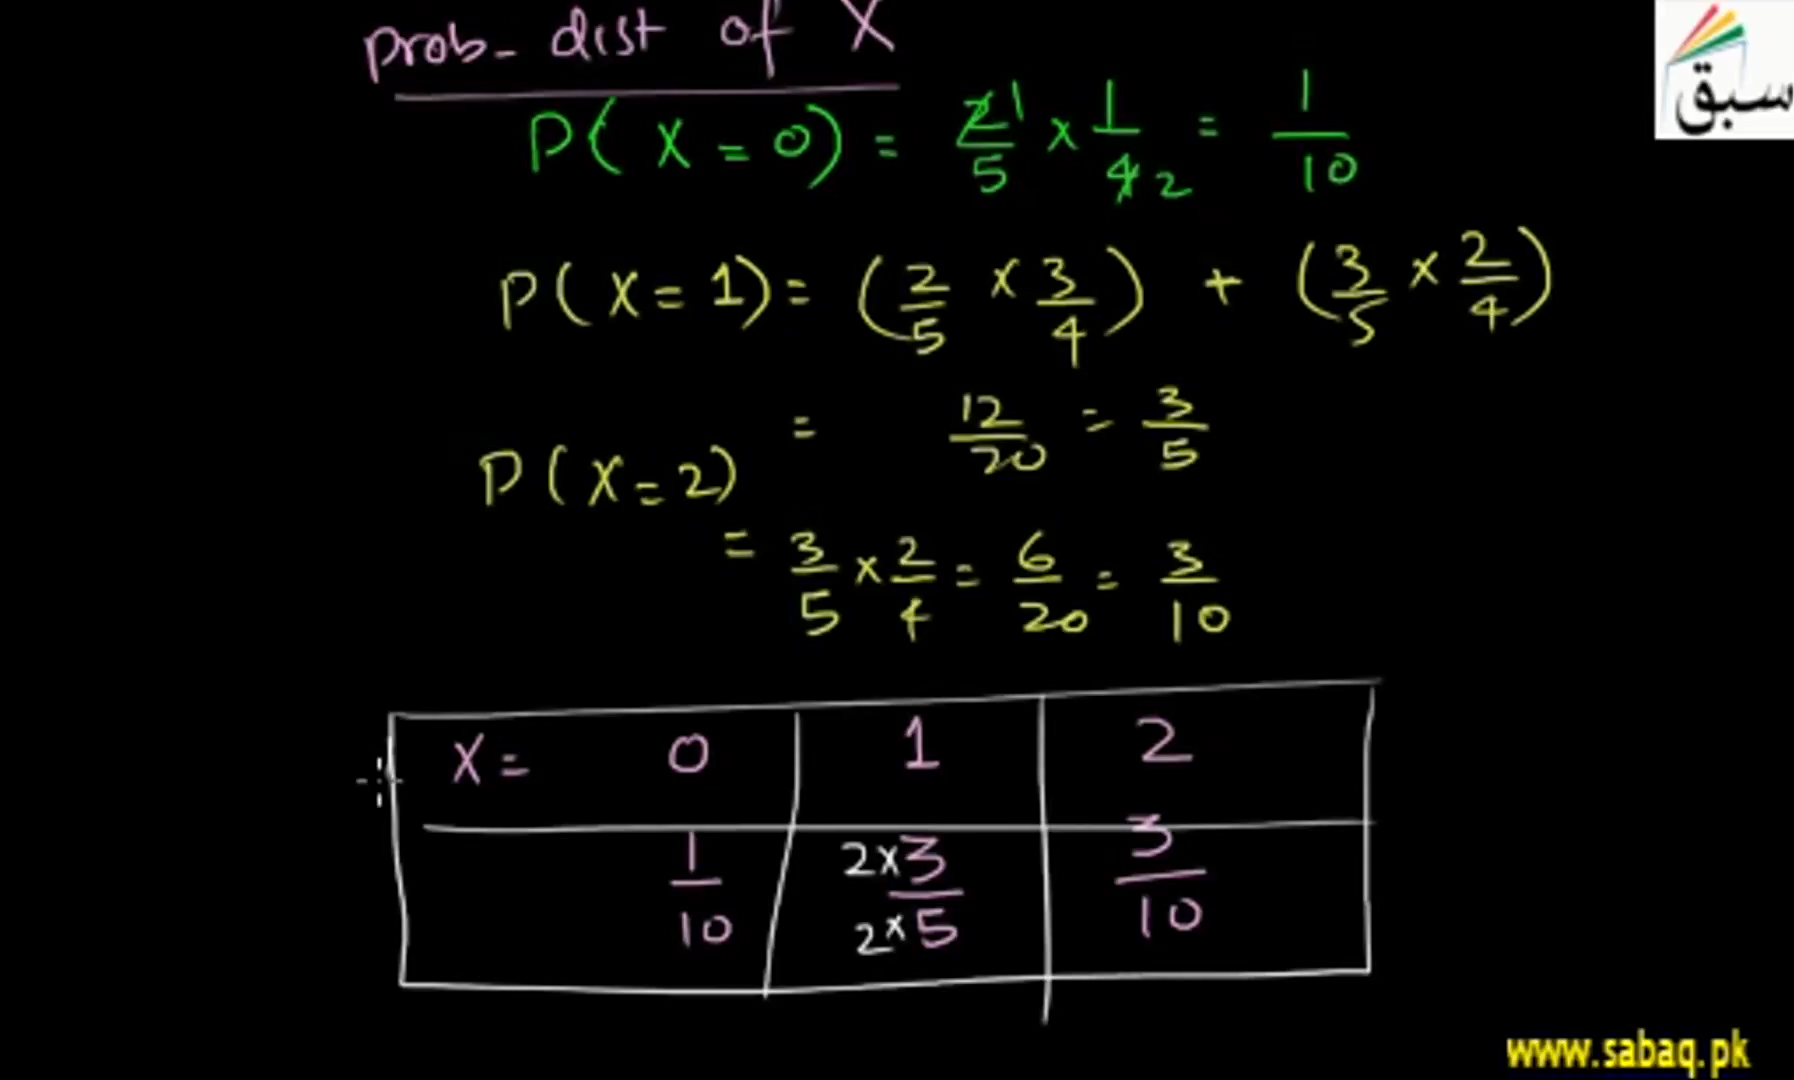 prob- dist of X
سبق
P( X = 0) = 2̸1/5 × 1/4̸2 = 1/10
P( X = 1) = (2/5 × 3/4) + (3/5 × 2/4)
= 12/20 = 3/5
P( X = 2)
= 3/5 × 2/4 = 6/20 = 3/10
X = 0 1 2
1/10 2×3/2×5 3/10
www.sabaq.pk